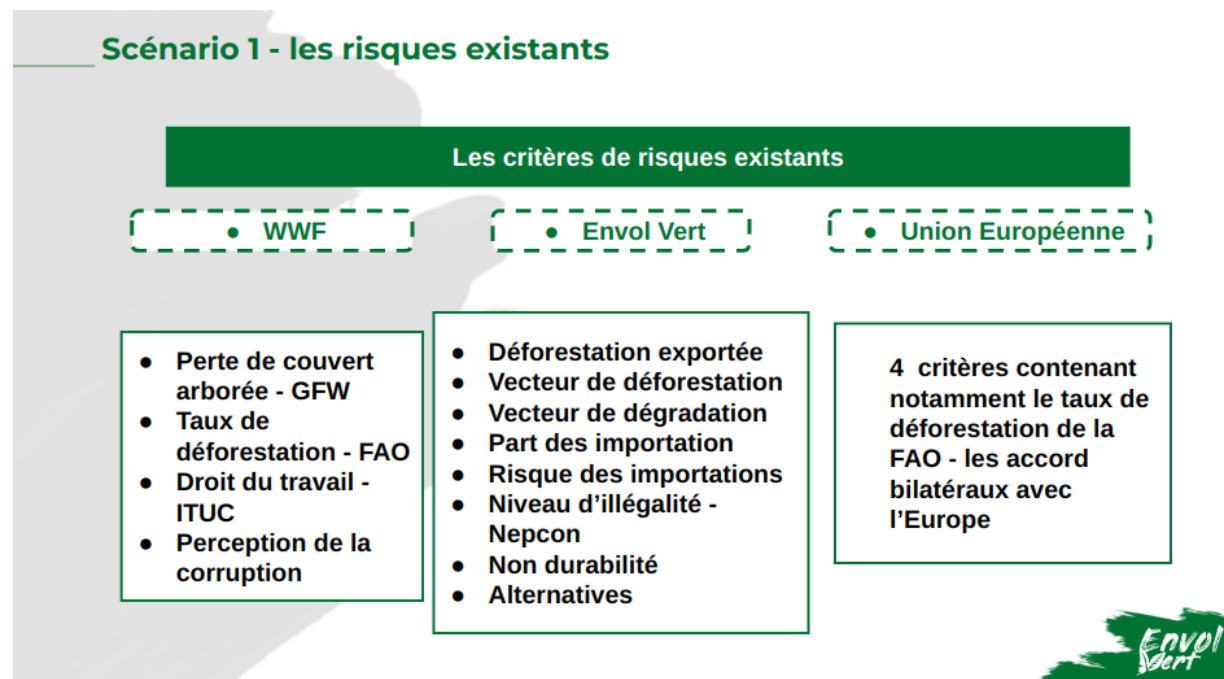 Scénario 1 - les risques existants
Les critères de risques existants
● WWF
● Envol Vert
● Union Européenne
● Perte de couvert
arborée - GFW
● Taux de
déforestation - FAO
● Droit du travail -
ITUC
● Perception de la
corruption
● Déforestation exportée
● Vecteur de déforestation
● Vecteur de dégradation
● Part des importation
● Risque des importations
● Niveau d’illégalité -
Nepcon
● Non durabilité
● Alternatives
4 critères contenant
notamment le taux de
déforestation de la
FAO - les accord
bilatéraux avec
l’Europe
Envol
Vert